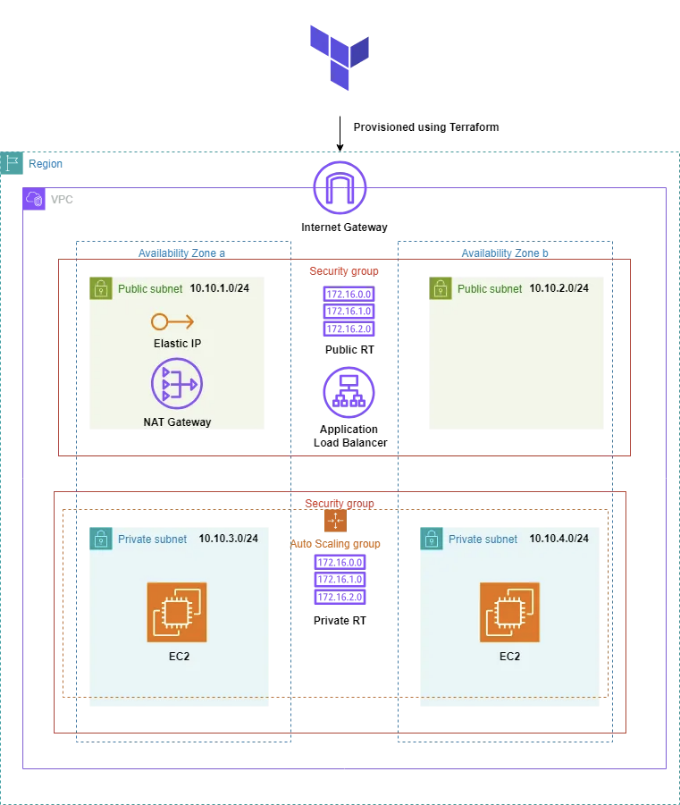 Provisioned using Terraform
Region
VPC
Internet Gateway
Availability Zone a
Availability Zone b
Security group
Public subnet 10.10.1.0/24
172.16.0.0
172.16.1.0
172.16.2.0
Public RT
Public subnet 10.10.2.0/24
Elastic IP
NAT Gateway
Application
Load Balancer
Security group
Auto Scaling group
Private subnet 10.10.3.0/24
Private subnet 10.10.4.0/24
172.16.0.0
172.16.1.0
172.16.2.0
Private RT
EC2
EC2